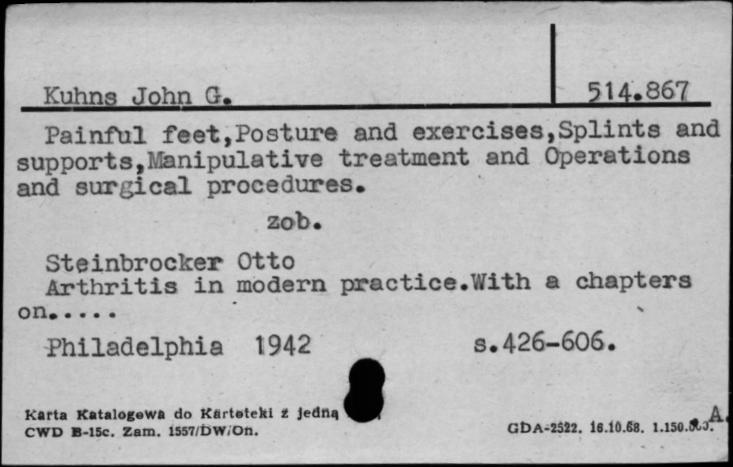 Kuhns John G.
514.867
Painful feet,Posture and exercises,Splints and
supports,Manipulative treatment and Operations
and surgical procedures.
zob.
Steinbrocker Otto
Arthritis in modern practice.With a chapters
on.....
Philadelphia 1942 s.426-606.
Karta Katalogowa do Kartoteki z jedną
CWD B-15c. Zam. 1557/DW/On.
GDA-2522. 16.10.68. 1.150.000. A.